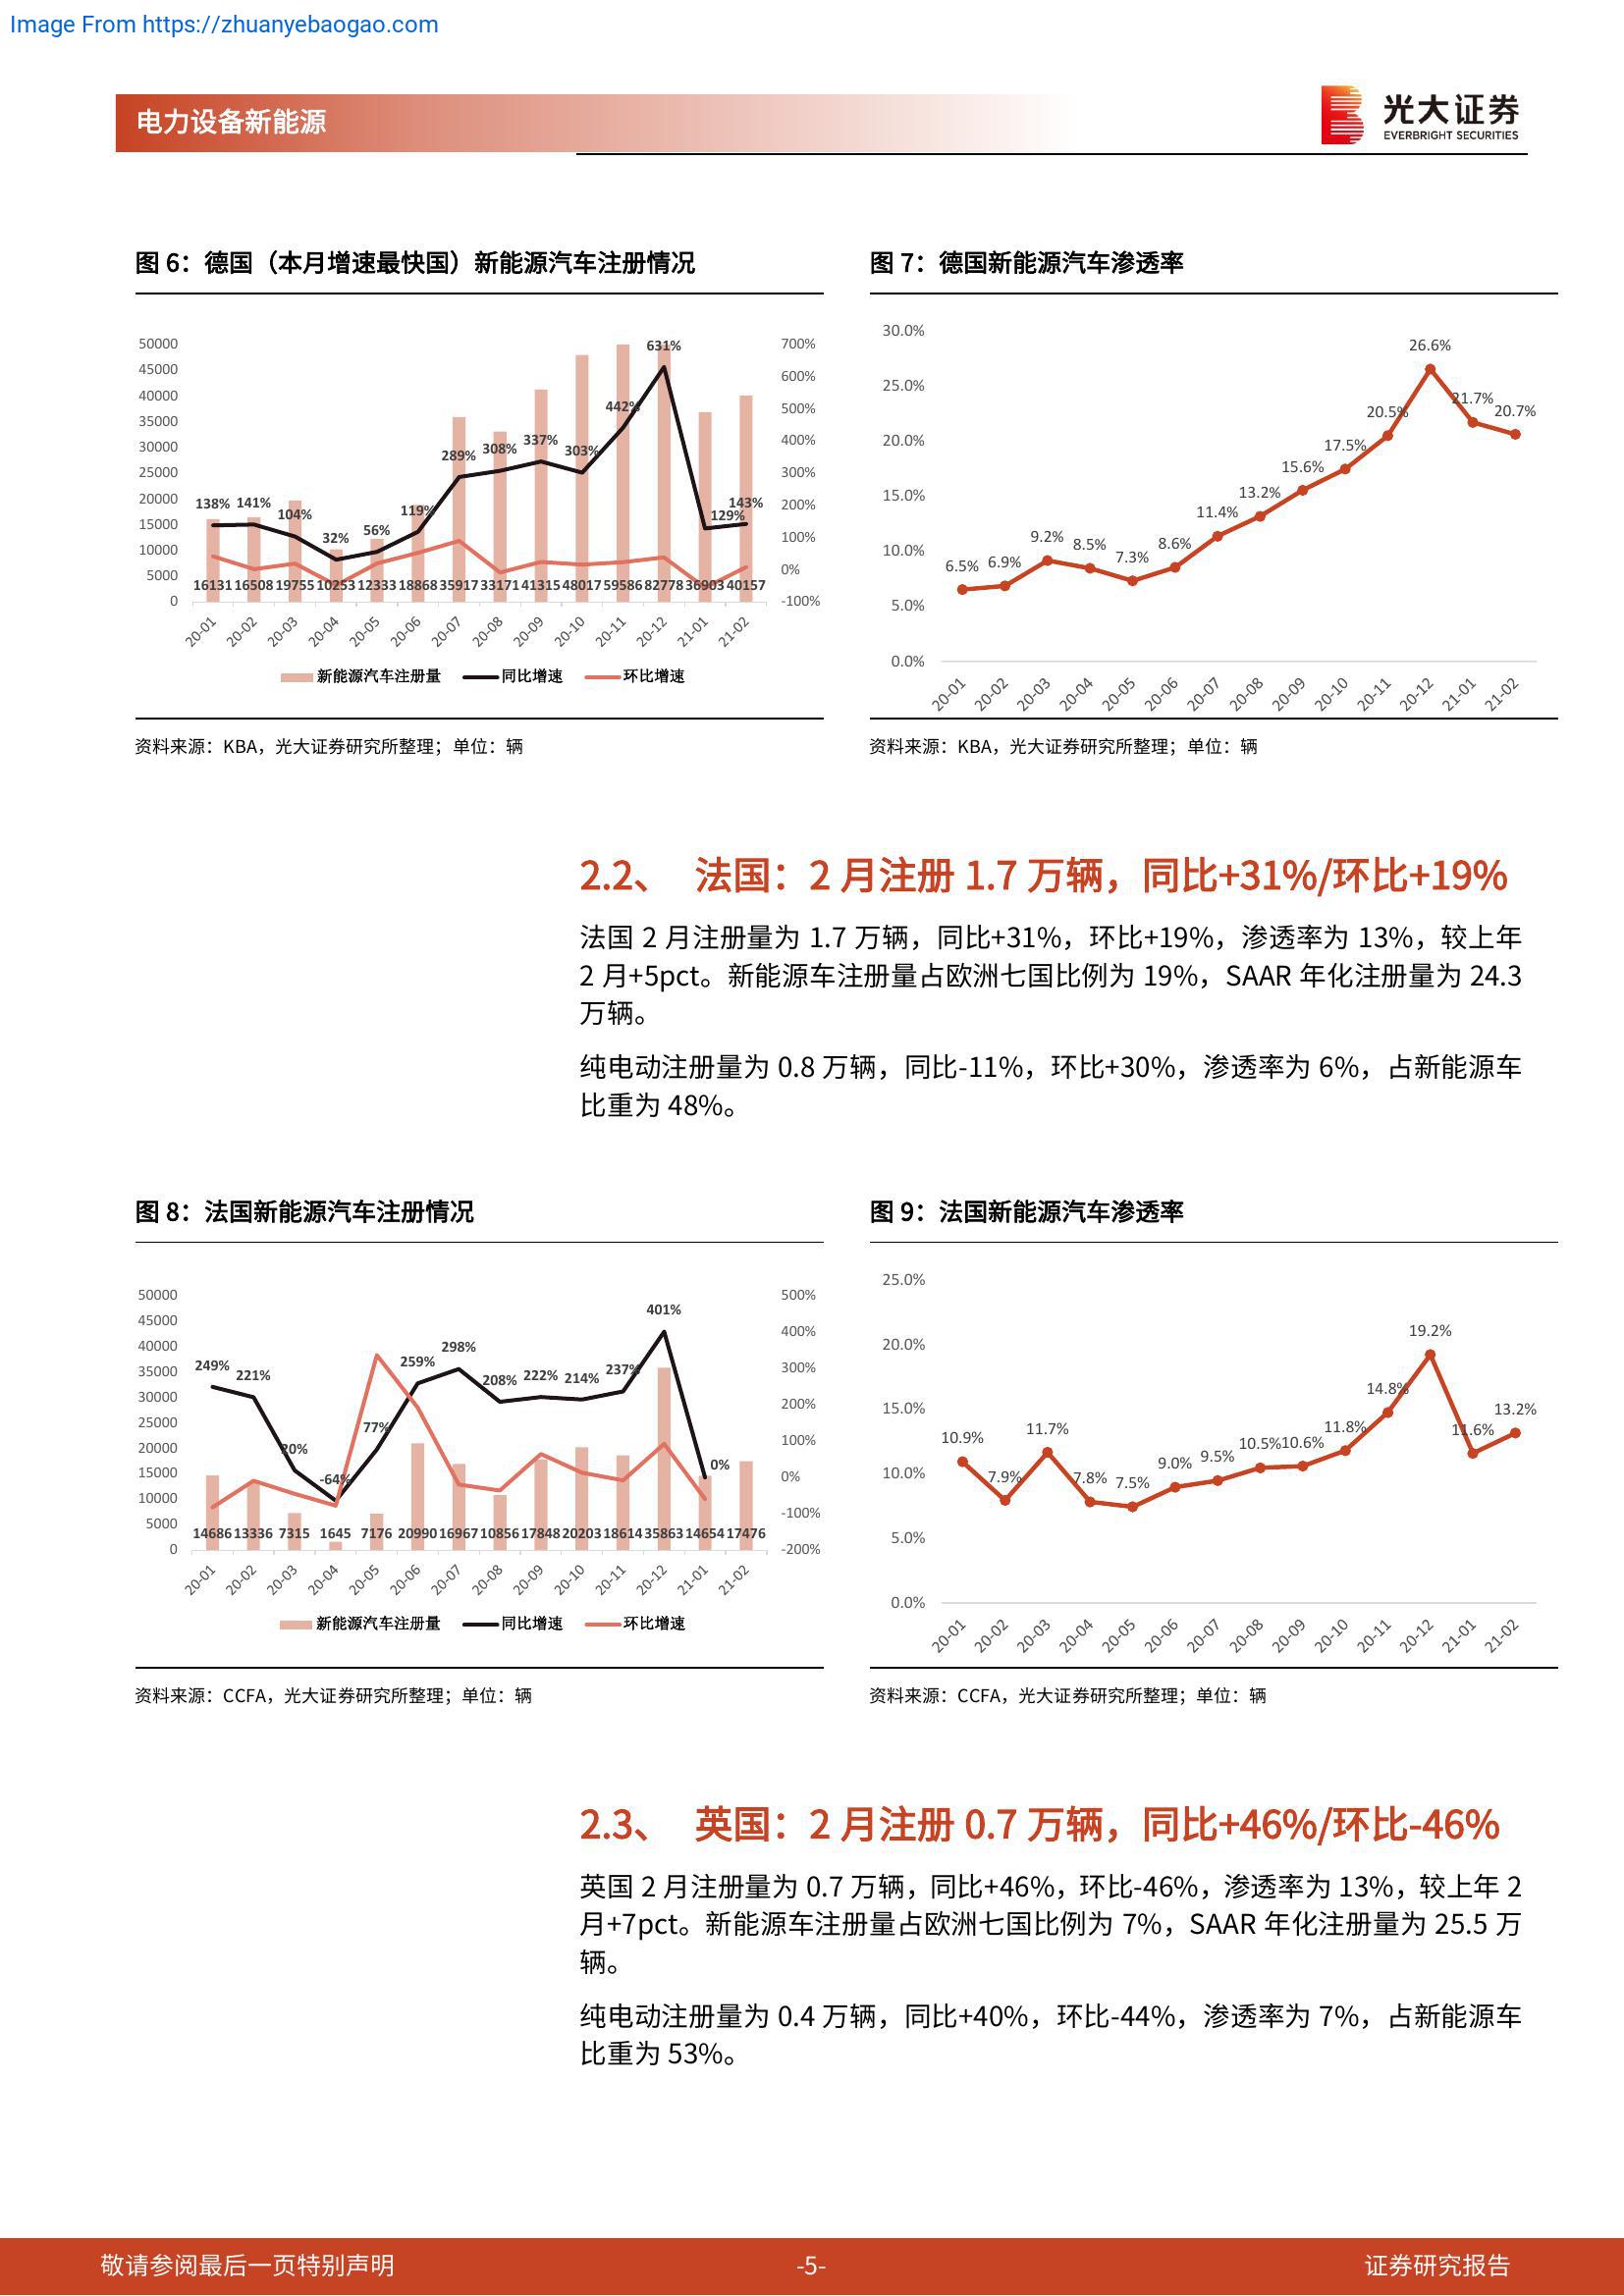 Image From https://zhuanyebaogao.com
电力设备新能源
光大证券
EVERBRIGHT SECURITIES
图 6：德国（本月增速最快国）新能源汽车注册情况
50000
45000
40000
35000
30000
25000
20000
15000
10000
5000
0
700%
600%
500%
400%
300%
200%
100%
0%
-100%
138% 141% 104% 32% 56% 119% 289% 308% 337% 303% 442% 631% 129% 143%
16131 16508 19755 10253 12333 18868 35917 33171 41315 48017 59586 82778 36903 40157
20-01 20-02 20-03 20-04 20-05 20-06 20-07 20-08 20-09 20-10 20-11 20-12 21-01 21-02
新能源汽车注册量 同比增速 环比增速
资料来源：KBA，光大证券研究所整理；单位：辆
图 7：德国新能源汽车渗透率
30.0%
25.0%
20.0%
15.0%
10.0%
5.0%
0.0%
6.5% 6.9% 9.2% 8.5% 7.3% 8.6% 11.4% 13.2% 15.6% 17.5% 20.5% 26.6% 21.7% 20.7%
20-01 20-02 20-03 20-04 20-05 20-06 20-07 20-08 20-09 20-10 20-11 20-12 21-01 21-02
资料来源：KBA，光大证券研究所整理；单位：辆
2.2、 法国：2 月注册 1.7 万辆，同比+31%/环比+19%
法国 2 月注册量为 1.7 万辆，同比+31%，环比+19%，渗透率为 13%，较上年
2 月+5pct。新能源车注册量占欧洲七国比例为 19%，SAAR 年化注册量为 24.3
万辆。
纯电动注册量为 0.8 万辆，同比-11%，环比+30%，渗透率为 6%，占新能源车
比重为 48%。
图 8：法国新能源汽车注册情况
50000
45000
40000
35000
30000
25000
20000
15000
10000
5000
0
500%
400%
300%
200%
100%
0%
-100%
-200%
249% 221% 20% -64% 77% 259% 298% 208% 222% 214% 237% 401% 0%
14686 13336 7315 1645 7176 20990 16967 10856 17848 20203 18614 35863 14654 17476
20-01 20-02 20-03 20-04 20-05 20-06 20-07 20-08 20-09 20-10 20-11 20-12 21-01 21-02
新能源汽车注册量 同比增速 环比增速
资料来源：CCFA，光大证券研究所整理；单位：辆
图 9：法国新能源汽车渗透率
25.0%
20.0%
15.0%
10.0%
5.0%
0.0%
10.9% 7.9% 11.7% 7.8% 7.5% 9.0% 9.5% 10.5% 10.6% 11.8% 14.8% 19.2% 11.6% 13.2%
20-01 20-02 20-03 20-04 20-05 20-06 20-07 20-08 20-09 20-10 20-11 20-12 21-01 21-02
资料来源：CCFA，光大证券研究所整理；单位：辆
2.3、 英国：2 月注册 0.7 万辆，同比+46%/环比-46%
英国 2 月注册量为 0.7 万辆，同比+46%，环比-46%，渗透率为 13%，较上年 2
月+7pct。新能源车注册量占欧洲七国比例为 7%，SAAR 年化注册量为 25.5 万
辆。
纯电动注册量为 0.4 万辆，同比+40%，环比-44%，渗透率为 7%，占新能源车
比重为 53%。
敬请参阅最后一页特别声明
-5-
证券研究报告